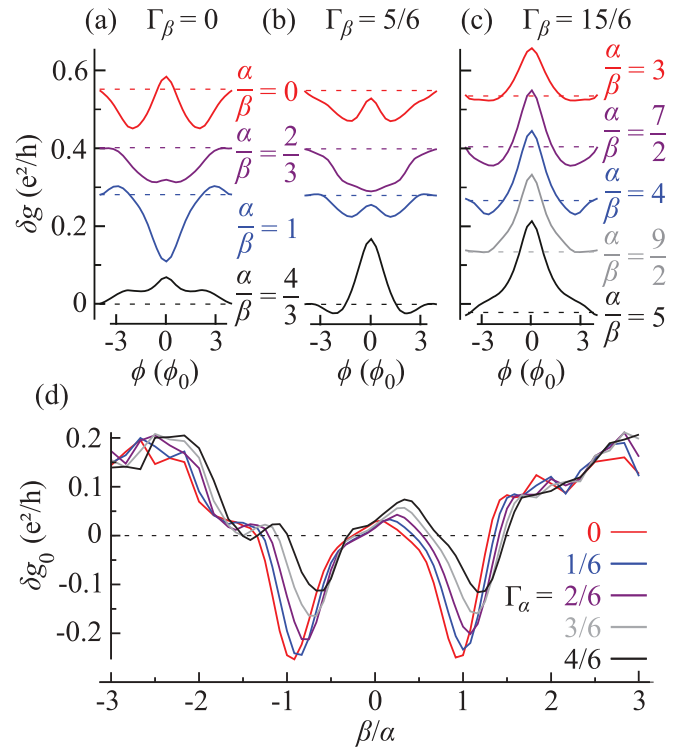 (a) Γβ = 0 (b) Γβ = 5/6 (c) Γβ = 15/6
δg (e²/h)
0.6
0.4
0.2
0
α/β = 0
α/β = 2/3
α/β = 1
α/β = 4/3
α/β = 3
α/β = 7/2
α/β = 4
α/β = 9/2
α/β = 5
-3 0 3 -3 0 3 -3 0 3
ϕ (ϕ0) ϕ (ϕ0) ϕ (ϕ0)
(d)
δg0 (e²/h)
0.2
0.1
0
-0.1
-0.2
0
1/6
Γα = 2/6
3/6
4/6
-3 -2 -1 0 1 2 3
β/α